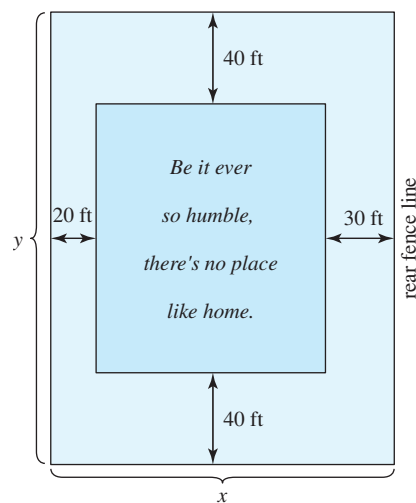 40 ft
Be it ever
so humble,
there's no place
like home.
20 ft
30 ft
rear fence line
y
40 ft
x